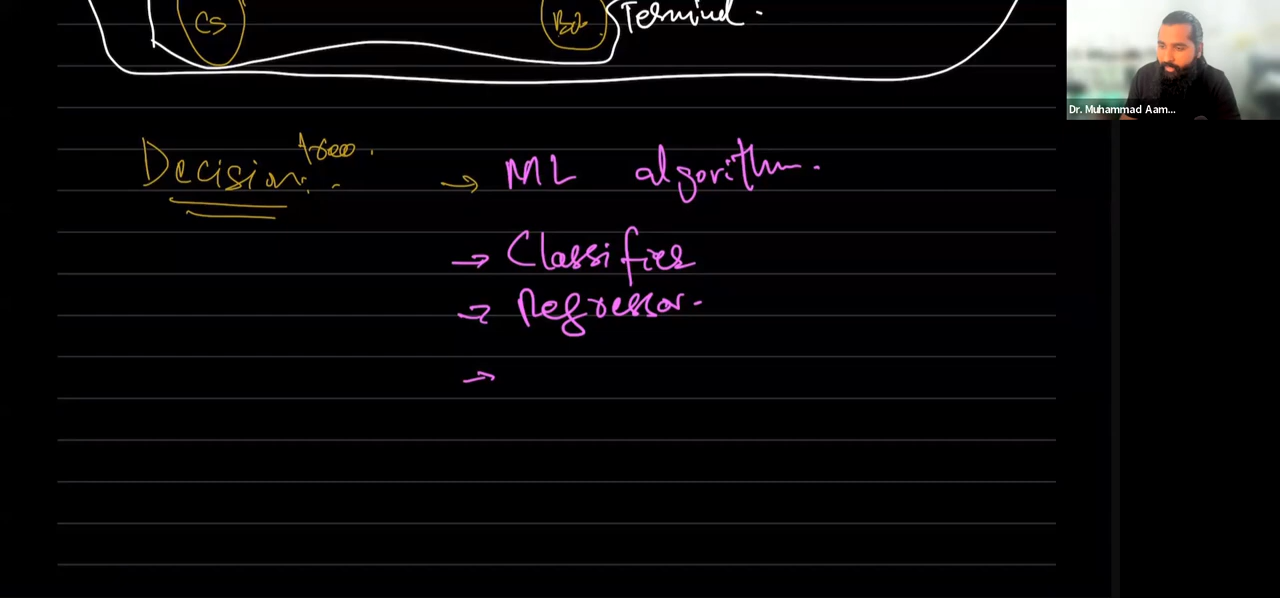 CS
Terminal.
Dr. Muhammad Aam...
Decision Tree.
→ ML algorithm.
→ Classifier
→ Regressor.
→